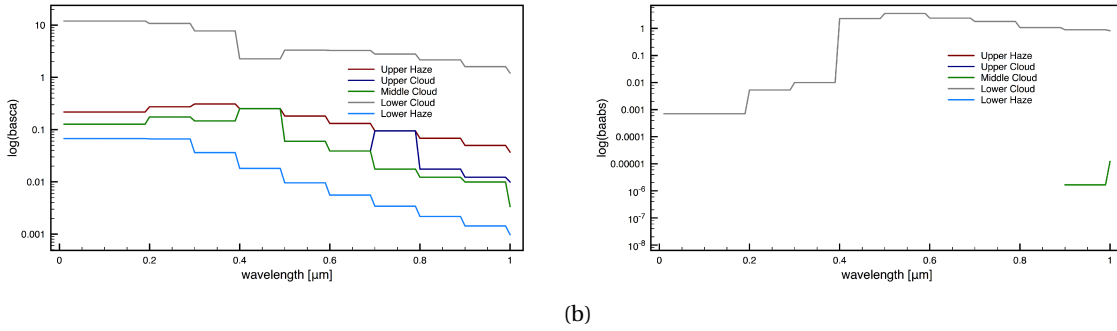 log(basca)
10
1
0.1
0.01
0.001
0
0.2
0.4
0.6
0.8
1
wavelength [µm]
Upper Haze
Upper Cloud
Middle Cloud
Lower Cloud
Lower Haze
log(baabs)
1
0.1
0.01
0.001
0.00001
0.00001
10⁻⁶
10⁻⁷
10⁻⁸
0
0.2
0.4
0.6
0.8
1
wavelength [µm]
Upper Haze
Upper Cloud
Middle Cloud
Lower Cloud
Lower Haze
(b)